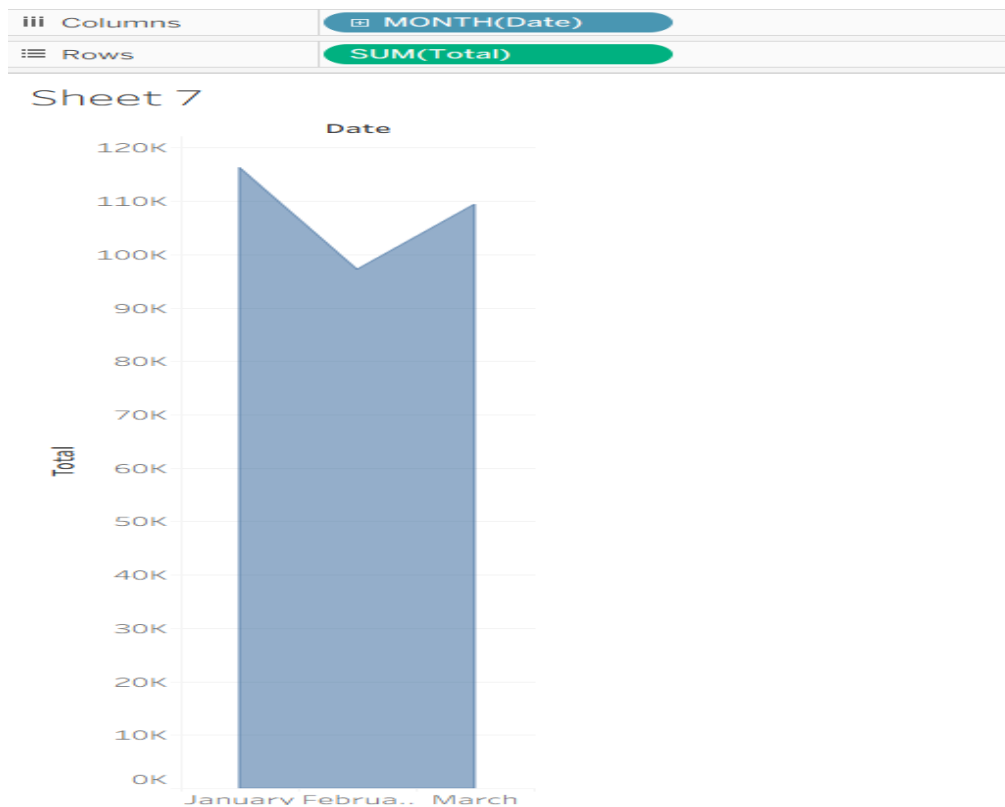 Columns MONTH(Date)
Rows SUM(Total)
Sheet 7
Date
120K
110K
100K
90K
80K
70K
60K
50K
40K
30K
20K
10K
0K
Total
January Februa.. March